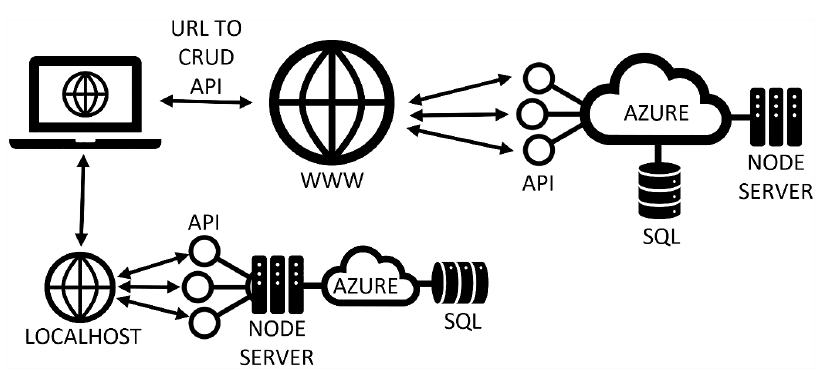 URL TO
CRUD
API
WWW
API
AZURE
SQL
NODE
SERVER
LOCALHOST
API
NODE
SERVER
AZURE
SQL